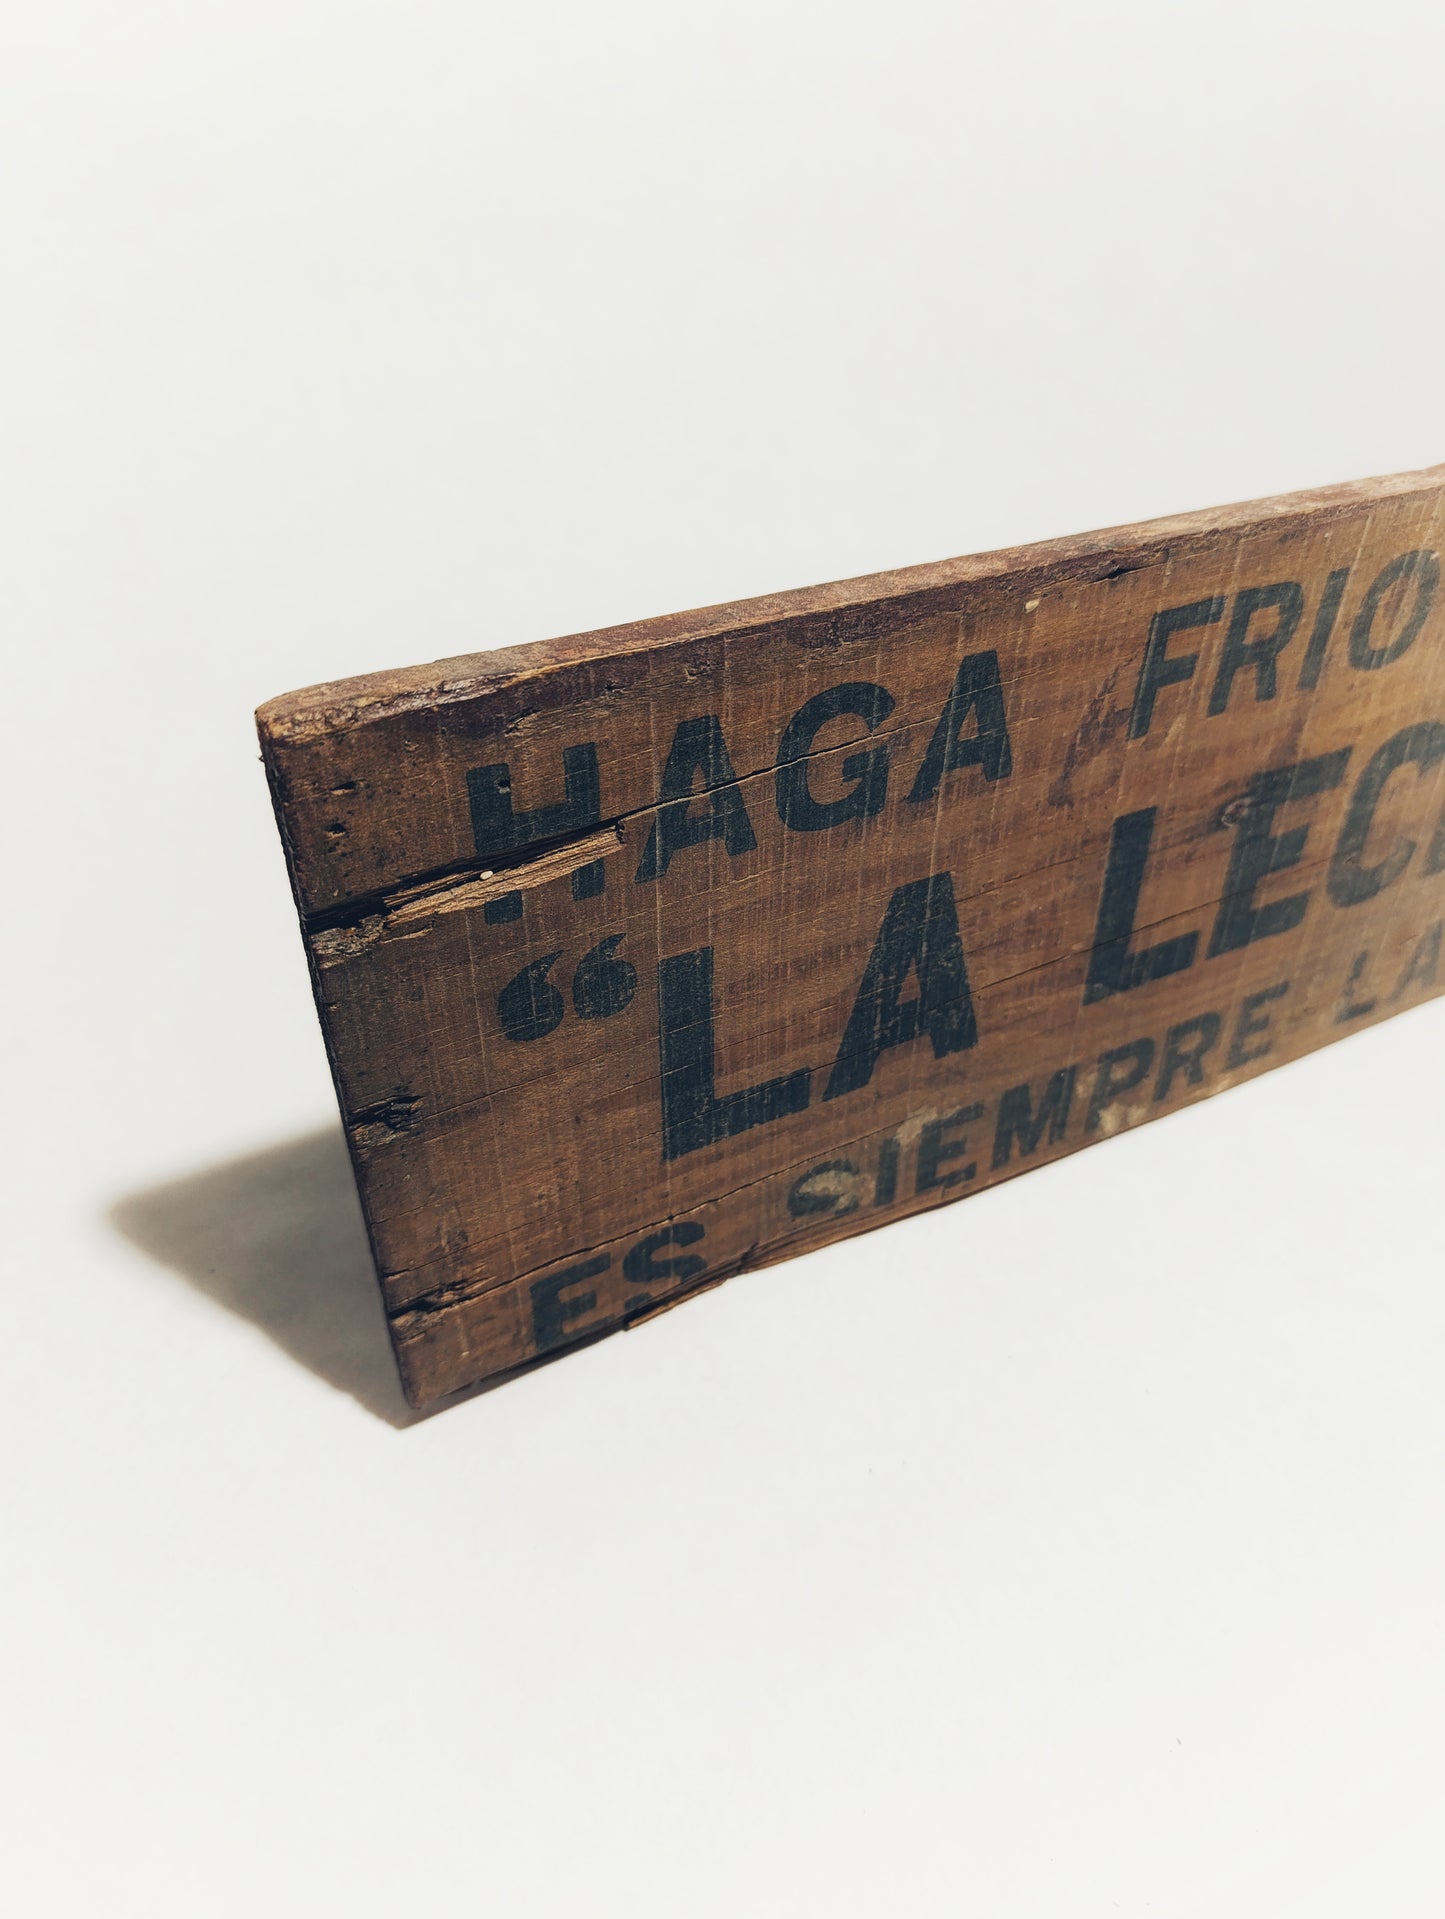 HAGA FRIO
“LA LEC
ES SIEMPRE LA